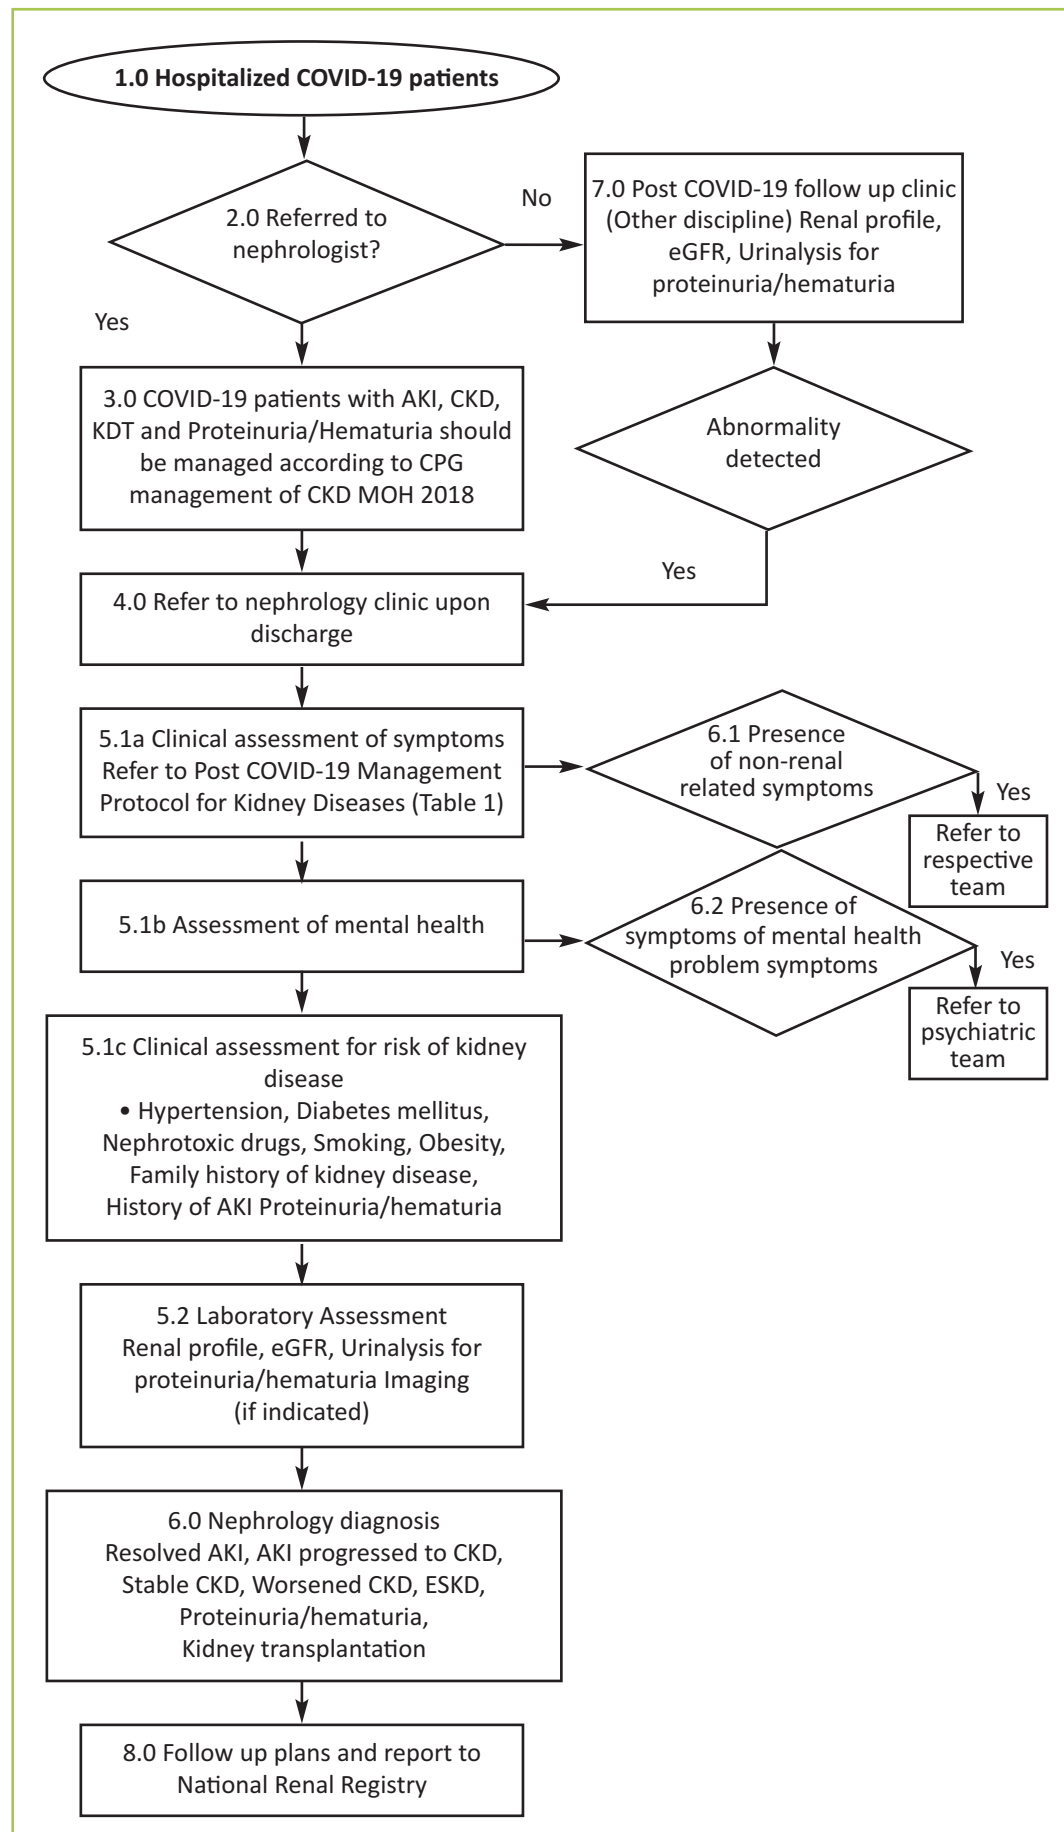 1.0 Hospitalized COVID-19 patients
2.0 Referred to
nephrologist?
No
7.0 Post COVID-19 follow up clinic
(Other discipline) Renal profile,
eGFR, Urinalysis for
proteinuria/hematuria
Yes
3.0 COVID-19 patients with AKI, CKD,
KDT and Proteinuria/Hematuria should
be managed according to CPG
management of CKD MOH 2018
Abnormality
detected
Yes
4.0 Refer to nephrology clinic upon
discharge
5.1a Clinical assessment of symptoms
Refer to Post COVID-19 Management
Protocol for Kidney Diseases (Table 1)
6.1 Presence
of non-renal
related symptoms
Yes
Refer to
respective
team
5.1b Assessment of mental health
6.2 Presence of
symptoms of mental health
problem symptoms
Yes
Refer to
psychiatric
team
5.1c Clinical assessment for risk of kidney
disease
• Hypertension, Diabetes mellitus,
Nephrotoxic drugs, Smoking, Obesity,
Family history of kidney disease,
History of AKI Proteinuria/hematuria
5.2 Laboratory Assessment
Renal profile, eGFR, Urinalysis for
proteinuria/hematuria Imaging
(if indicated)
6.0 Nephrology diagnosis
Resolved AKI, AKI progressed to CKD,
Stable CKD, Worsened CKD, ESKD,
Proteinuria/hematuria,
Kidney transplantation
8.0 Follow up plans and report to
National Renal Registry